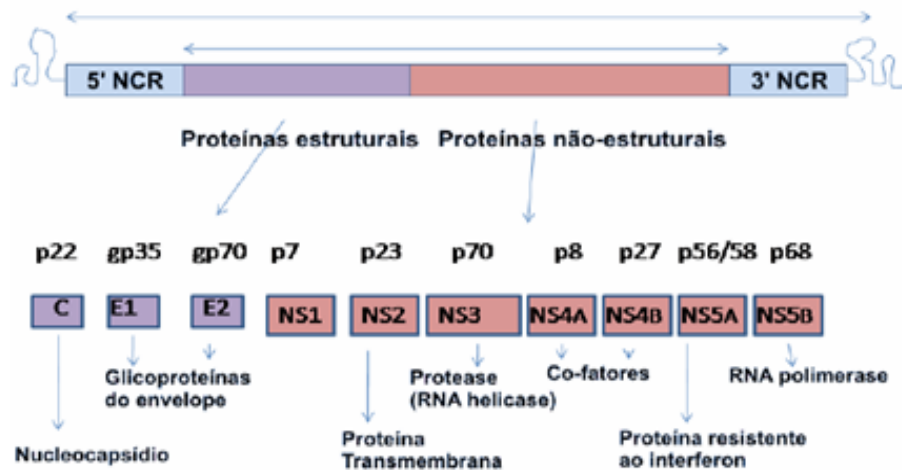 5' NCR 3' NCR
Proteínas estruturais Proteínas não-estruturais
p22 gp35 gp70 p7 p23 p70 p8 p27 p56/58 p68
C E1 E2 NS1 NS2 NS3 NS4A NS4B NS5A NS5B
Glicoproteínas
do envelope
Protease
(RNA helicase)
Co-fatores
RNA polimerase
Nucleocapsídio
Proteina
Transmembrana
Proteina resistente
ao interferon